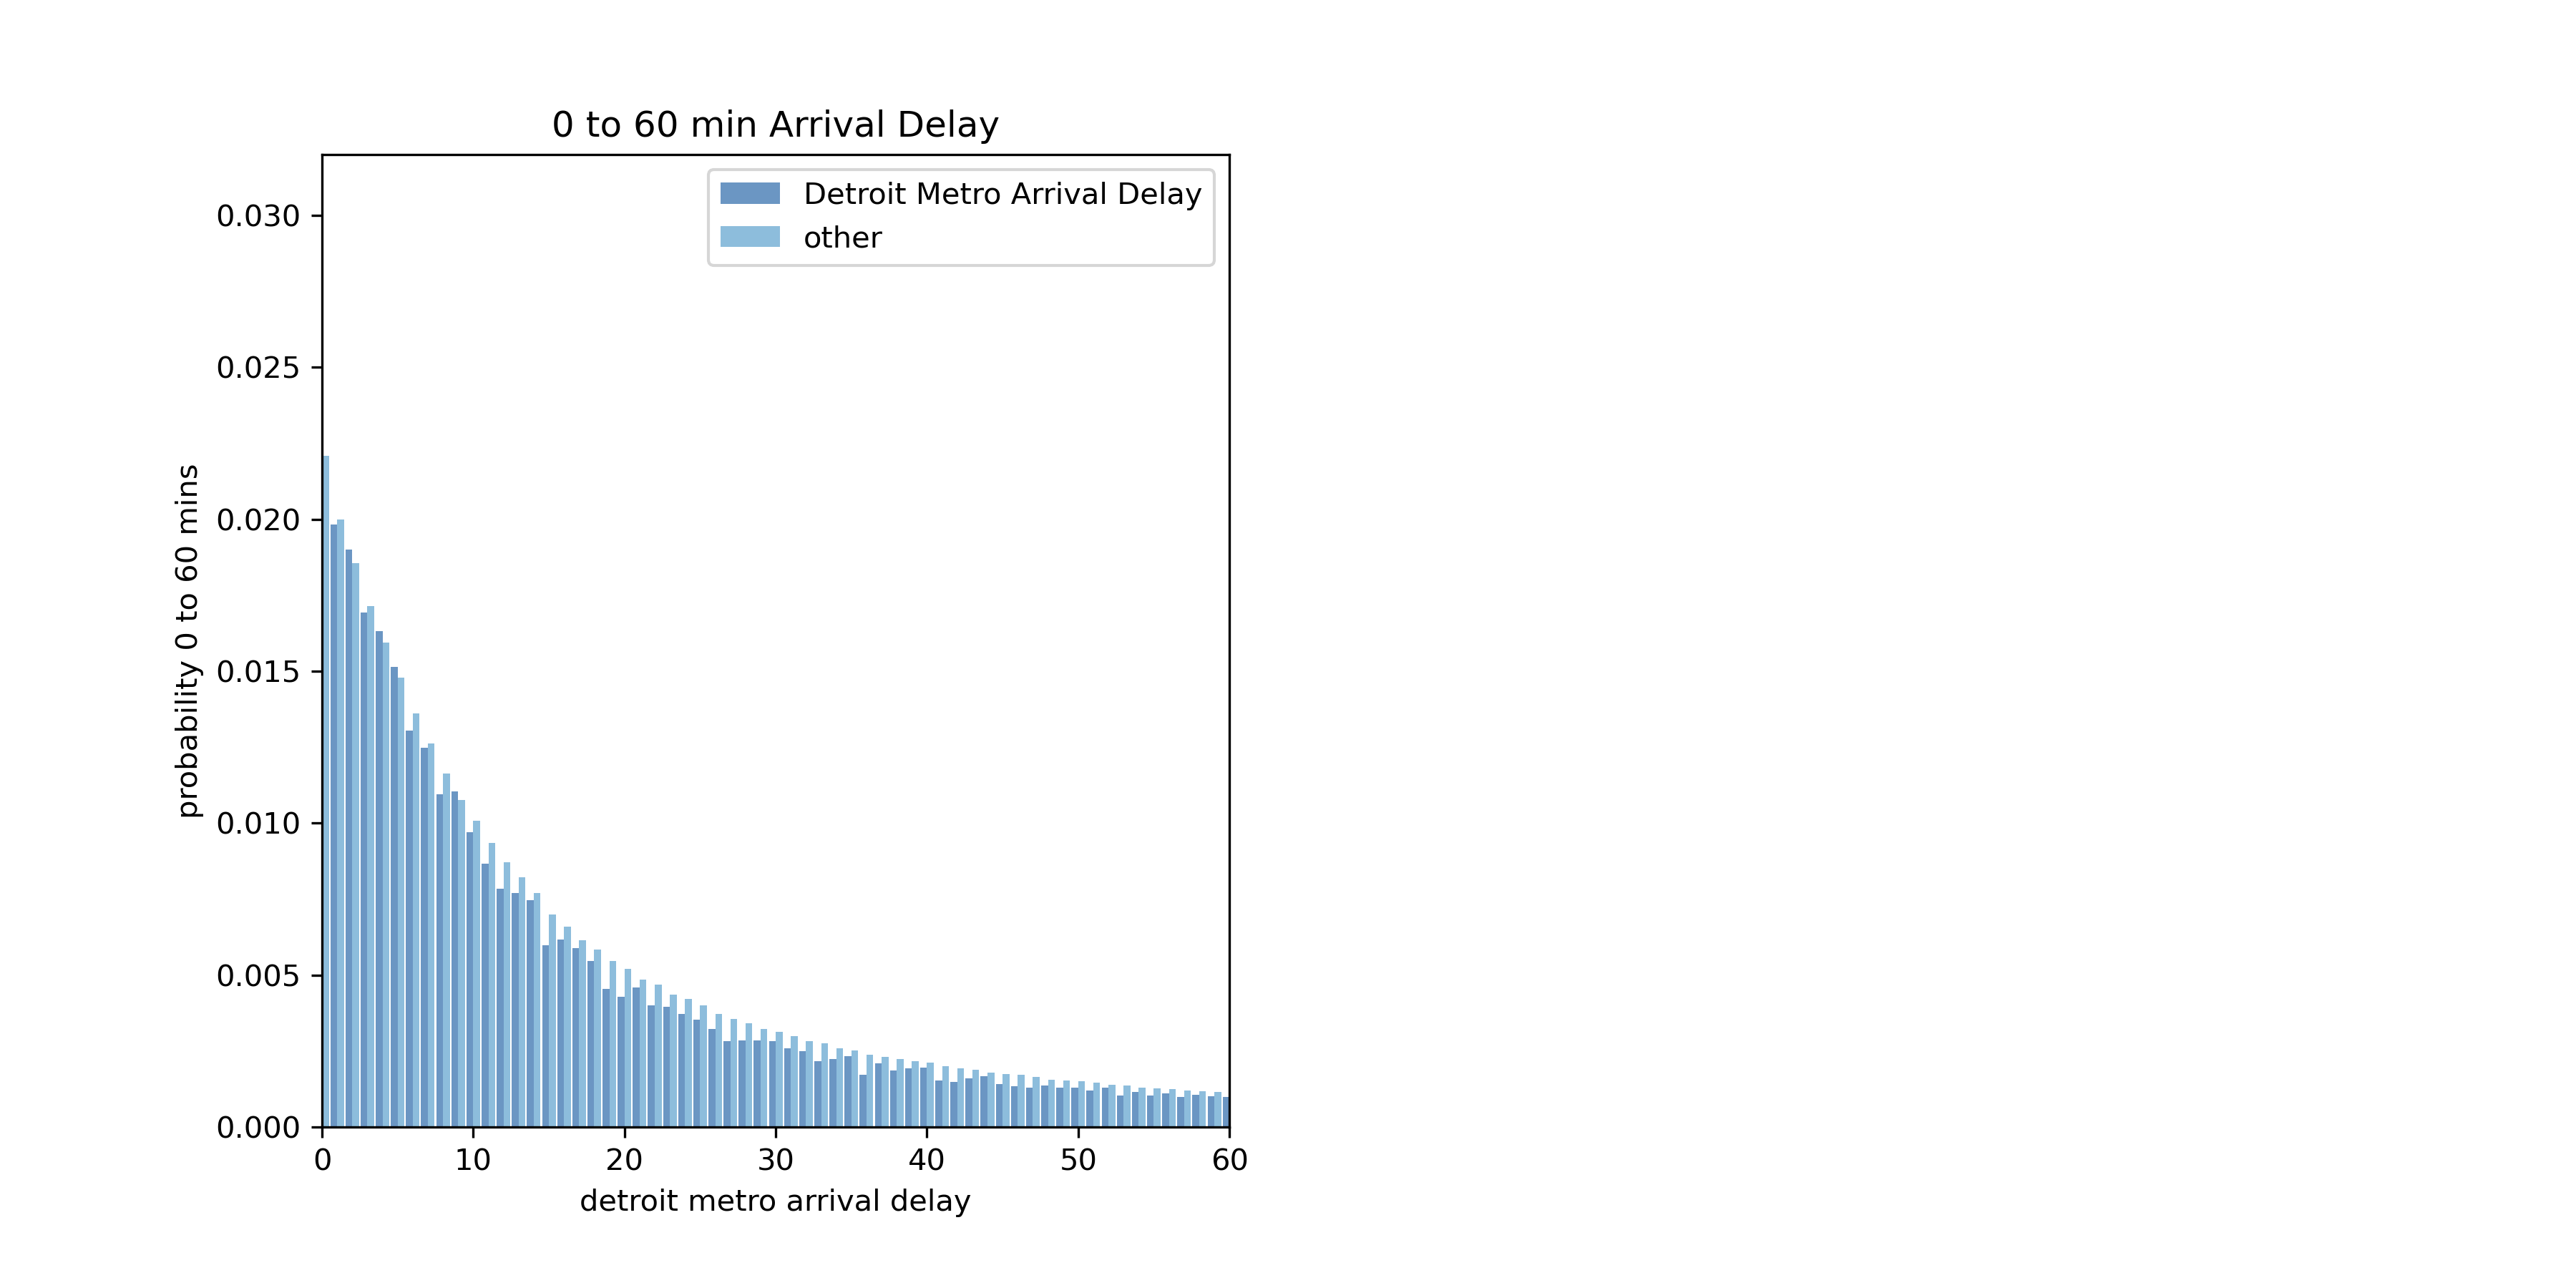 0 to 60 min Arrival Delay
Detroit Metro Arrival Delay
other
probability 0 to 60 mins
0.030
0.025
0.020
0.015
0.010
0.005
0.000
0 10 20 30 40 50 60
detroit metro arrival delay